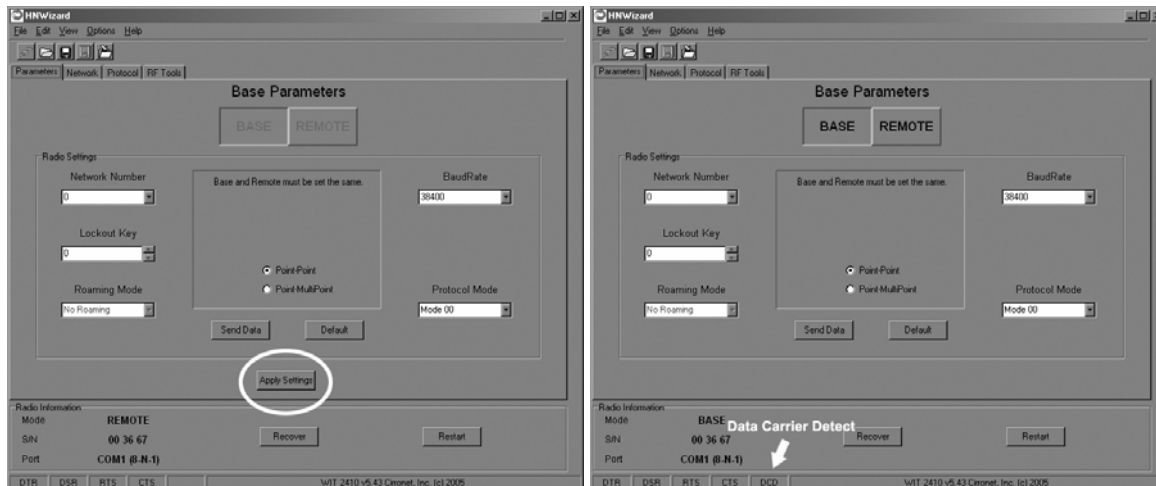 HNWizard
File Edit View Options Help
Parameters Network Protocol RF Tools
Base Parameters
BASE REMOTE
Radio Settings
Network Number
0
Lockout Key
0
Roaming Mode
No Roaming
Base and Remote must be set the same.
Point-Point
Point-MultiPoint
BaudRate
38400
Protocol Mode
Mode 00
Send Data Default
Apply Settings
Radio Information
Mode REMOTE
S/N 00 36 67
Port COM1 (8-N-1)
Recover Restart
DTR DSR RTS CTS WIT 2410 v5.43 Cirronet, Inc. (c) 2005
HNWizard
File Edit View Options Help
Parameters Network Protocol RF Tools
Base Parameters
BASE REMOTE
Radio Settings
Network Number
0
Lockout Key
0
Roaming Mode
No Roaming
Base and Remote must be set the same.
Point-Point
Point-MultiPoint
BaudRate
38400
Protocol Mode
Mode 00
Send Data Default
Radio Information
Mode BASE
Data Carrier Detect
S/N 00 36 67
Port COM1 (8-N-1)
Recover Restart
DTR DSR RTS CTS DCD WIT 2410 v5.43 Cirronet, Inc. (c) 2005